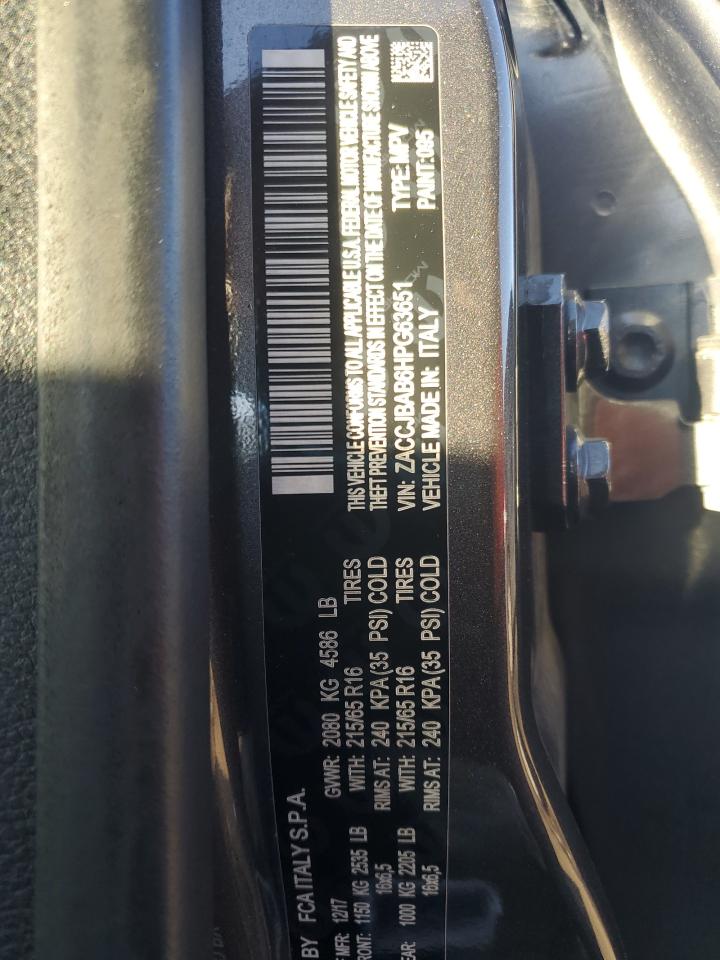 BY FCA ITALY S.P.A.
F MFR: 12/17 GVWR: 2080 KG 4586 LB
RONT: 1150 KG 2535 LB WITH: 215/65 R16 TIRES
16x6,5 RIMS AT: 240 KPA (35 PSI) COLD
EAR: 1000 KG 2205 LB WITH: 215/65 R16 TIRES
16x6,5 RIMS AT: 240 KPA (35 PSI) COLD
THIS VEHICLE CONFORMS TO ALL APPLICABLE U.S.A. FEDERAL MOTOR VEHICLE SAFETY AND
THEFT PREVENTION STANDARDS IN EFFECT ON THE DATE OF MANUFACTURE SHOWN ABOVE
VIN: ZACCJBAB6HPG63651 TYPE: MPV
VEHICLE MADE IN: ITALY PAINT: 095